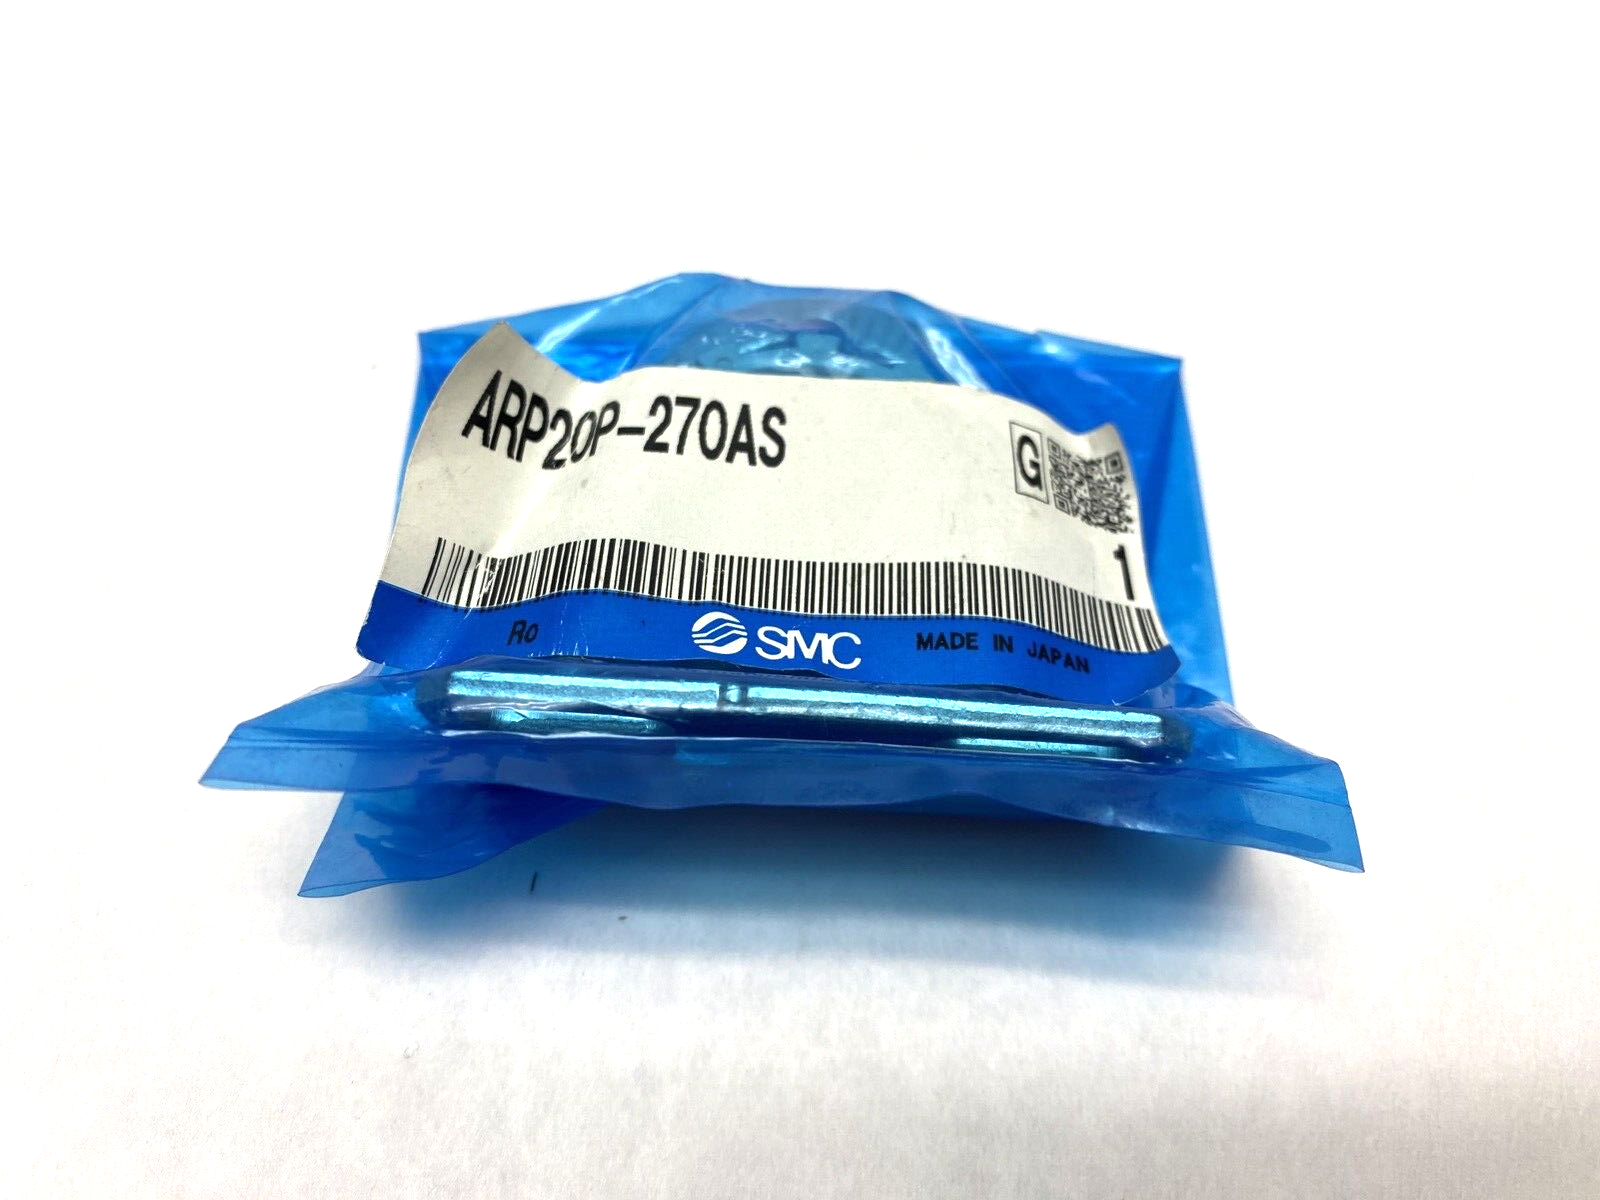 ARP20P-270AS
G
1
Ro
SMC
MADE IN JAPAN